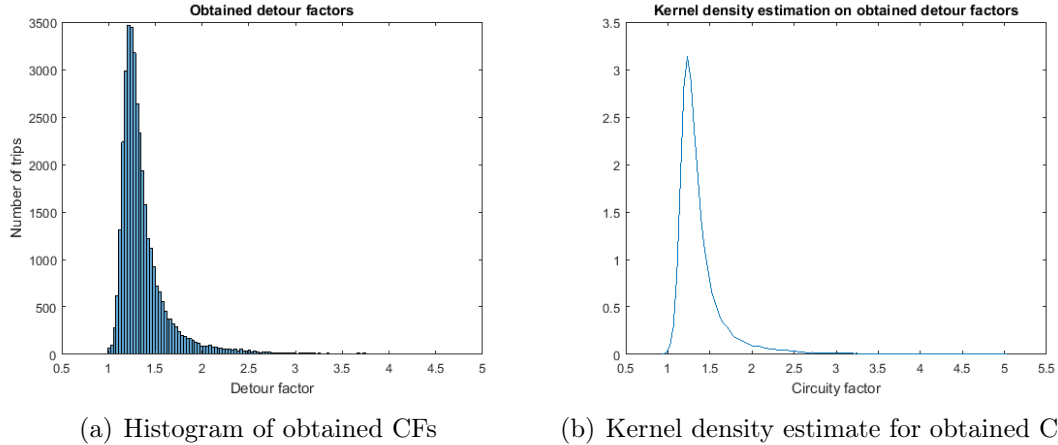 Obtained detour factors
3500
3000
2500
2000
1500
1000
500
0
Number of trips
0.5 1 1.5 2 2.5 3 3.5 4 4.5 5
Detour factor
(a) Histogram of obtained CFs
Kernel density estimation on obtained detour factors
3.5
3
2.5
2
1.5
1
0.5
0
0.5 1 1.5 2 2.5 3 3.5 4 4.5 5 5.5
Circuity factor
(b) Kernel density estimate for obtained C